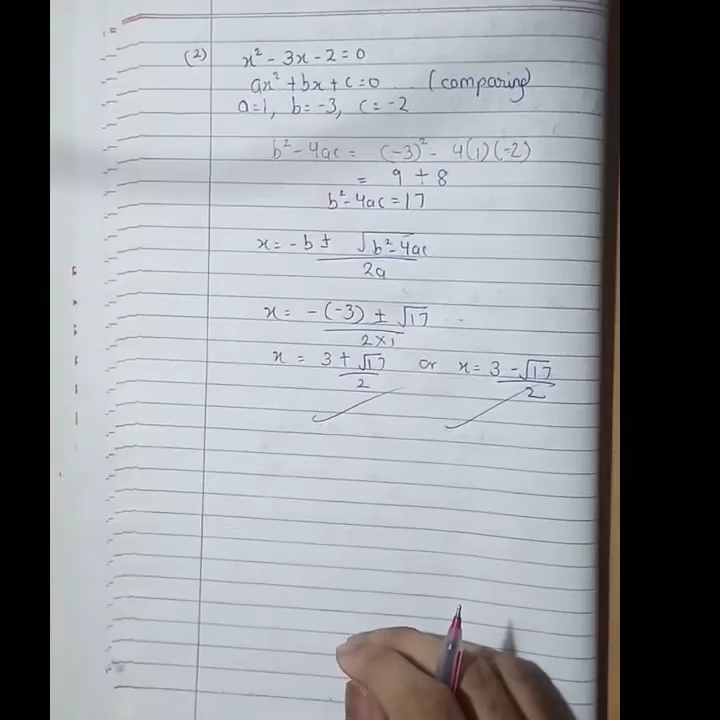 (2) x² - 3x - 2 = 0
ax² + bx + c = 0 (comparing)
a = 1, b = -3, c = -2
b² - 4ac = (-3)² - 4(1)(-2)
= 9 + 8
b² - 4ac = 17
x = -b ± √b² - 4ac
2a
x = -(-3) ± √17
2 × 1
x = 3 + √17 or x = 3 - √17
2 2